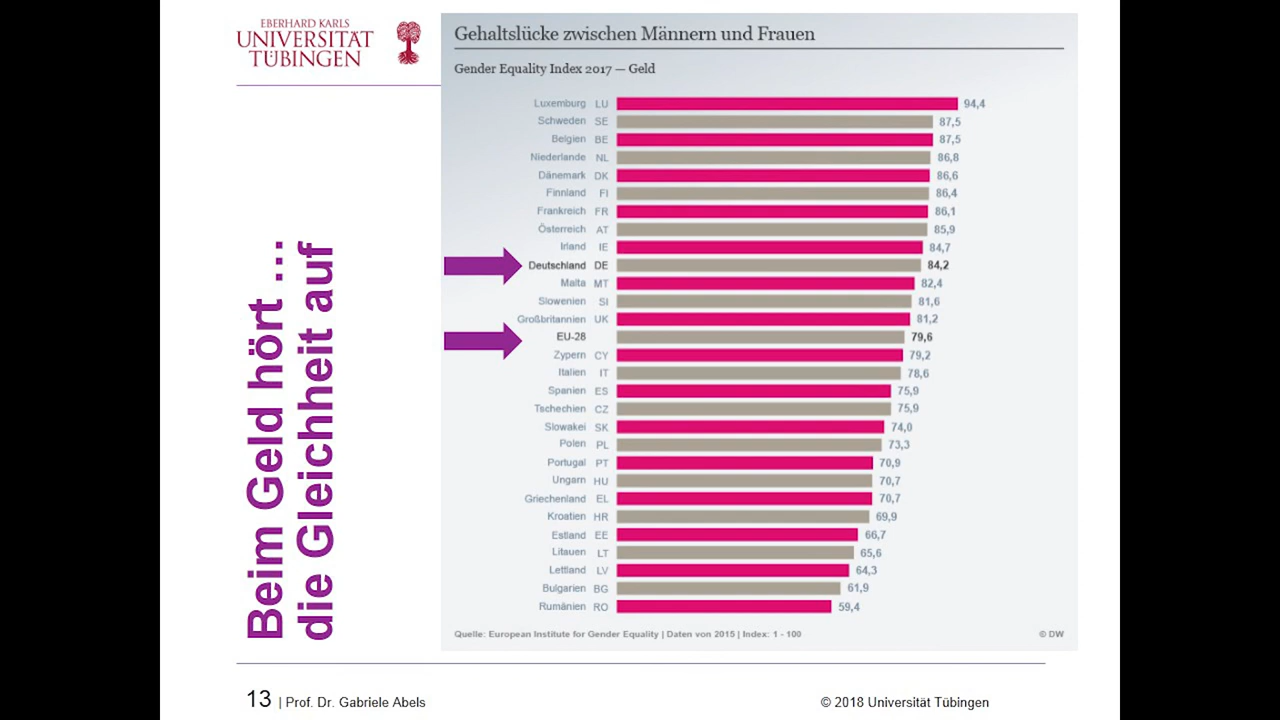 EBERHARD KARLS
UNIVERSITÄT
TÜBINGEN
Beim Geld hört ...
die Gleichheit auf
Gehaltslücke zwischen Männern und Frauen
Gender Equality Index 2017 — Geld
Luxemburg LU 94,4
Schweden SE 87,5
Belgien BE 87,5
Niederlande NL 86,8
Dänemark DK 86,6
Finnland FI 86,4
Frankreich FR 86,1
Österreich AT 85,9
Irland IE 84,7
Deutschland DE 84,2
Malta MT 82,4
Slowenien SI 81,6
Großbritannien UK 81,2
EU-28 79,6
Zypern CY 79,2
Italien IT 78,6
Spanien ES 75,9
Tschechien CZ 75,9
Slowakei SK 74,0
Polen PL 73,3
Portugal PT 70,9
Ungarn HU 70,7
Griechenland EL 70,7
Kroatien HR 69,9
Estland EE 66,7
Litauen LT 65,6
Lettland LV 64,3
Bulgarien BG 61,9
Rumänien RO 59,4
Quelle: European Institute for Gender Equality | Daten von 2015 | Index: 1 - 100 © DW
13 | Prof. Dr. Gabriele Abels © 2018 Universität Tübingen